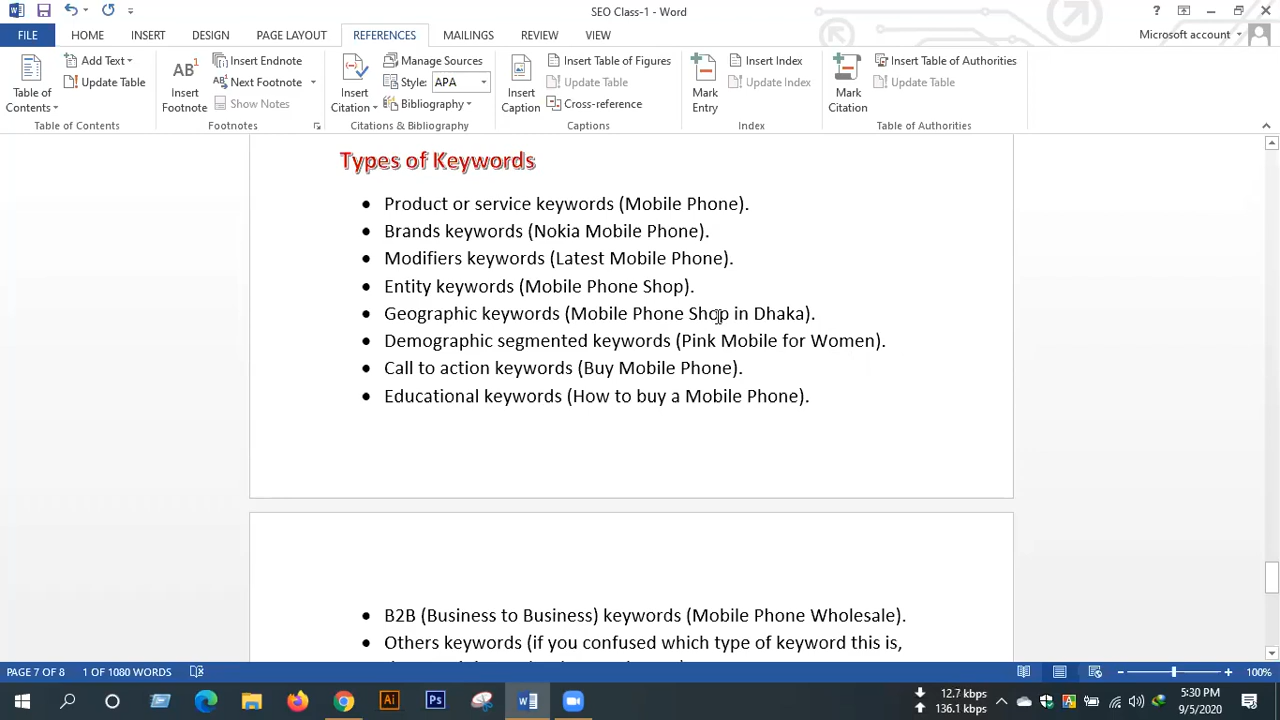 SEO Class-1 - Word
FILE HOME INSERT DESIGN PAGE LAYOUT REFERENCES MAILINGS REVIEW VIEW Microsoft account
Table of Contents
Add Text
Update Table
Table of Contents
AB¹
Insert Footnote
Insert Endnote
Next Footnote
Show Notes
Footnotes
Insert Citation
Manage Sources
Style: APA
Bibliography
Citations & Bibliography
Insert Caption
Insert Table of Figures
Update Table
Cross-reference
Captions
Mark Entry
Insert Index
Update Index
Index
Mark Citation
Insert Table of Authorities
Update Table
Table of Authorities
Types of Keywords
• Product or service keywords (Mobile Phone).
• Brands keywords (Nokia Mobile Phone).
• Modifiers keywords (Latest Mobile Phone).
• Entity keywords (Mobile Phone Shop).
• Geographic keywords (Mobile Phone Shop in Dhaka).
• Demographic segmented keywords (Pink Mobile for Women).
• Call to action keywords (Buy Mobile Phone).
• Educational keywords (How to buy a Mobile Phone).
• B2B (Business to Business) keywords (Mobile Phone Wholesale).
• Others keywords (if you confused which type of keyword this is,
PAGE 7 OF 8 1 OF 1080 WORDS 100%
12.7 kbps
136.1 kbps
5:30 PM
9/5/2020